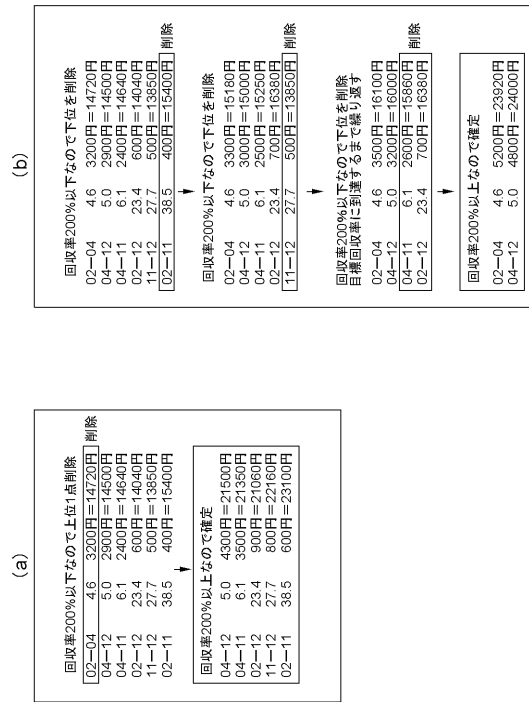 (a)
回収率200%以下なので上位1点削除
02—04 4.6 3200円=14720円 削除
04—12 5.0 2900円=14500円
04—11 6.1 2400円=14640円
02—12 23.4 600円=14040円
11—12 27.7 500円=13850円
02—11 38.5 400円=15400円
回収率200%以上なので確定
04—12 5.0 4300円=21500円
04—11 6.1 3500円=21350円
02—12 23.4 900円=21060円
11—12 27.7 800円=22160円
02—11 38.5 600円=23100円
(b)
回収率200%以下なので下位を削除
02—04 4.6 3200円=14720円
04—12 5.0 2900円=14500円
04—11 6.1 2400円=14640円
02—12 23.4 600円=14040円
11—12 27.7 500円=13850円
02—11 38.5 400円=15400円 削除
回収率200%以下なので下位を削除
02—04 4.6 3300円=15180円
04—12 5.0 3000円=15000円
04—11 6.1 2500円=15250円
02—12 23.4 700円=16380円
11—12 27.7 500円=13850円 削除
回収率200%以下なので下位を削除
目標回収率に到達するまで繰り返す
02—04 4.6 3500円=16100円
04—12 5.0 3200円=16000円
04—11 6.1 2600円=15860円 削除
02—12 23.4 700円=16380円
回収率200%以上なので確定
02—04 4.6 5200円=23920円
04—12 5.0 4800円=24000円